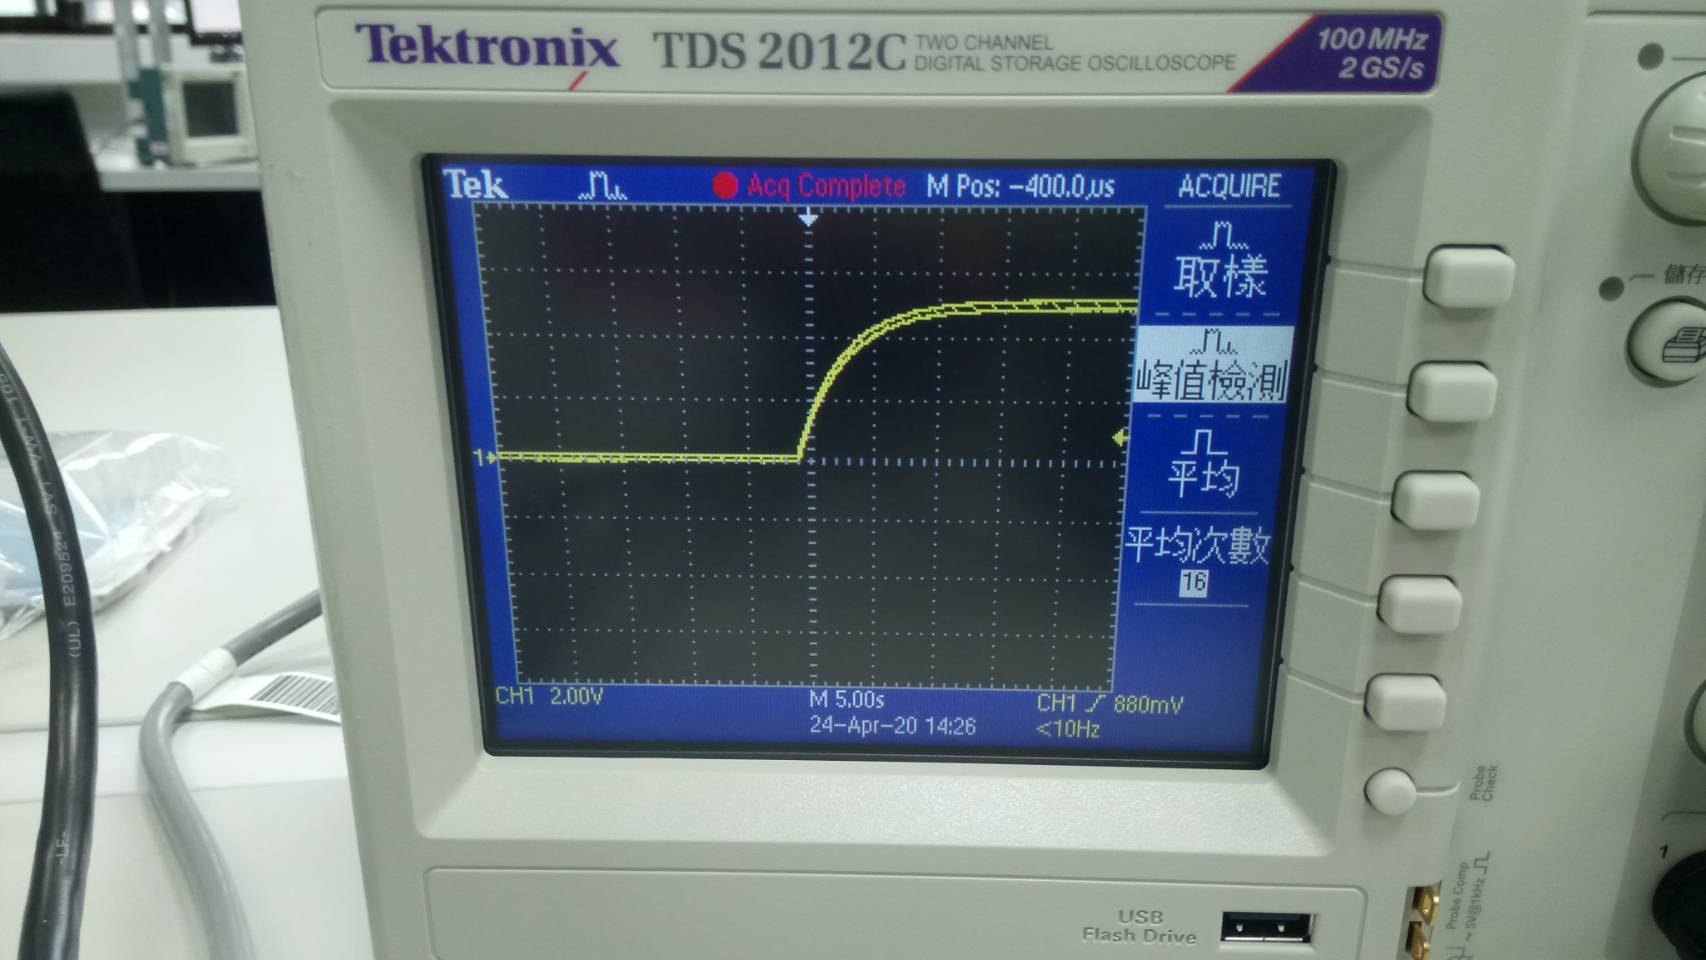 Tektronix TDS 2012C TWO CHANNEL
DIGITAL STORAGE OSCILLOSCOPE
100 MHz
2 GS/s
Tek Acq Complete M Pos: -400.0µs ACQUIRE
取樣
峰值檢測
平均
平均次數
16
1
CH1 2.00V M 5.00s CH1 880mV
24-Apr-20 14:26 <10Hz
儲存
Probe
Check
1
Probe Comp
~5V@1kHz
USB
Flash Drive
(UL) E209524
-LF-